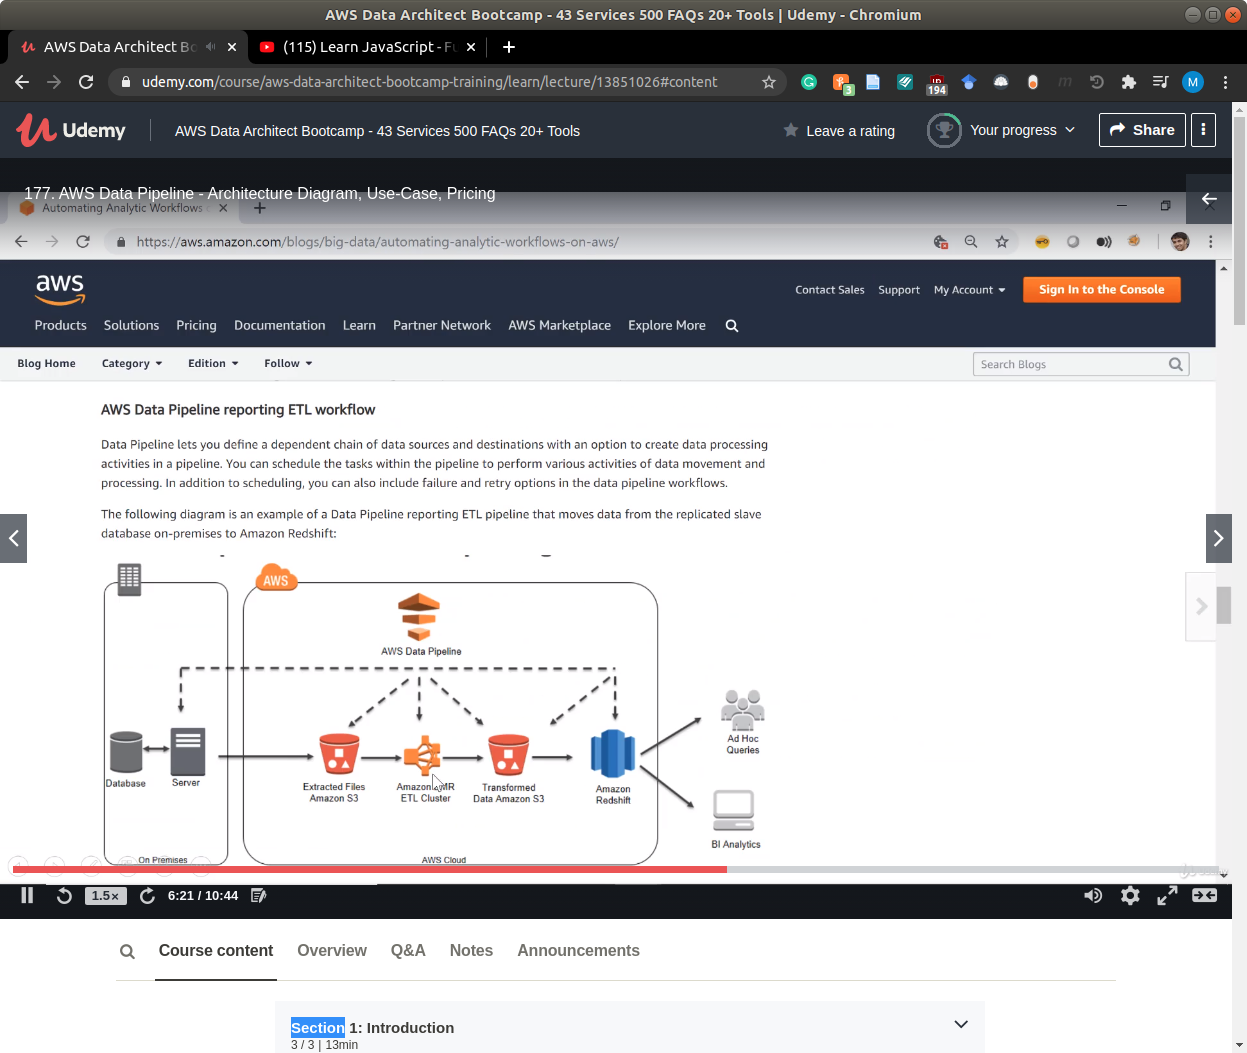 AWS Data Architect Bootcamp - 43 Services 500 FAQs 20+ Tools | Udemy - Chromium
AWS Data Architect Bo
(115) Learn JavaScript - Fu
udemy.com/course/aws-data-architect-bootcamp-training/learn/lecture/13851026#content
3
194
M
Udemy
AWS Data Architect Bootcamp - 43 Services 500 FAQs 20+ Tools
Leave a rating
Your progress
Share
177. AWS Data Pipeline - Architecture Diagram, Use-Case, Pricing
Automating Analytic Workflows
https://aws.amazon.com/blogs/big-data/automating-analytic-workflows-on-aws/
aws
Contact Sales Support My Account Sign In to the Console
Products Solutions Pricing Documentation Learn Partner Network AWS Marketplace Explore More
Blog Home Category Edition Follow Search Blogs
AWS Data Pipeline reporting ETL workflow
Data Pipeline lets you define a dependent chain of data sources and destinations with an option to create data processing
activities in a pipeline. You can schedule the tasks within the pipeline to perform various activities of data movement and
processing. In addition to scheduling, you can also include failure and retry options in the data pipeline workflows.
The following diagram is an example of a Data Pipeline reporting ETL pipeline that moves data from the replicated slave
database on-premises to Amazon Redshift:
AWS
AWS Data Pipeline
Database
Server
Extracted Files
Amazon S3
Amazon MR
ETL Cluster
Transformed
Data Amazon S3
Amazon
Redshift
Ad Hoc
Queries
BI Analytics
On Premises
AWS Cloud
1.5×
6:21 / 10:44
Course content Overview Q&A Notes Announcements
Section 1: Introduction
3 / 3 | 13min